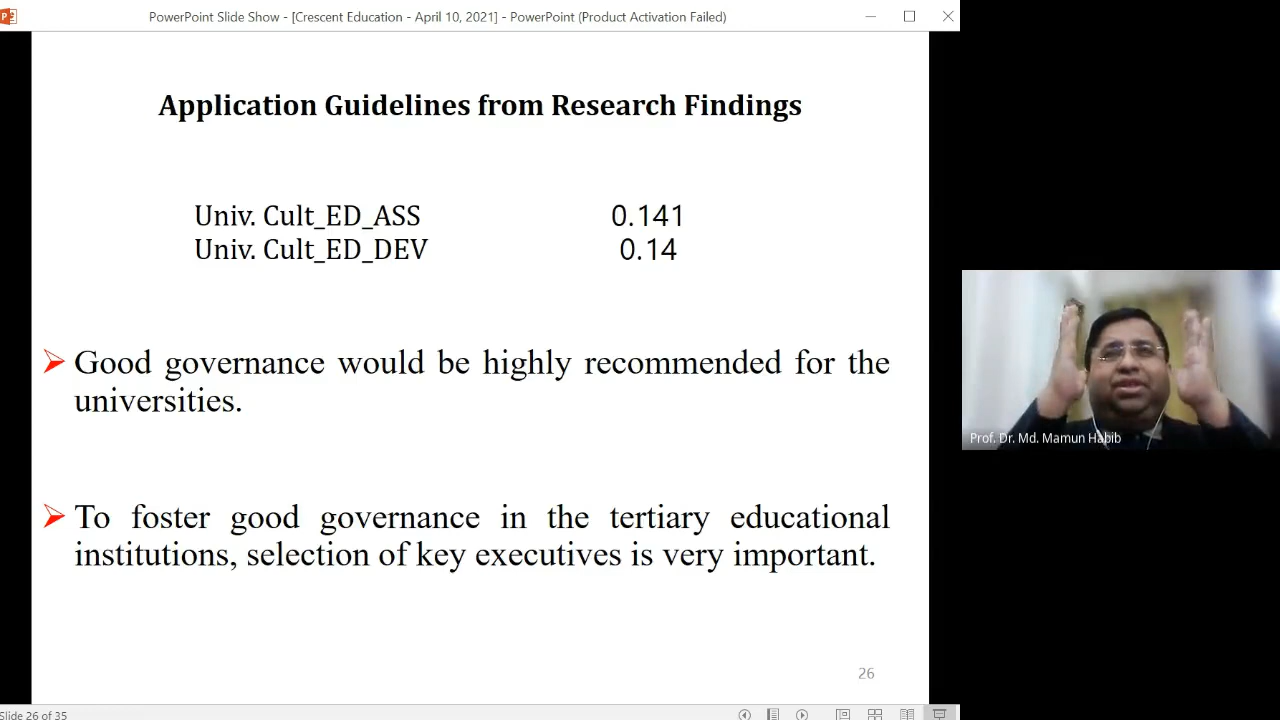 PowerPoint Slide Show - [Crescent Education - April 10, 2021] - PowerPoint (Product Activation Failed)
Application Guidelines from Research Findings
Univ. Cult_ED_ASS 0.141
Univ. Cult_ED_DEV 0.14
Good governance would be highly recommended for the
universities.
To foster good governance in the tertiary educational
institutions, selection of key executives is very important.
Prof. Dr. Md. Mamun Habib
26
Slide 26 of 35